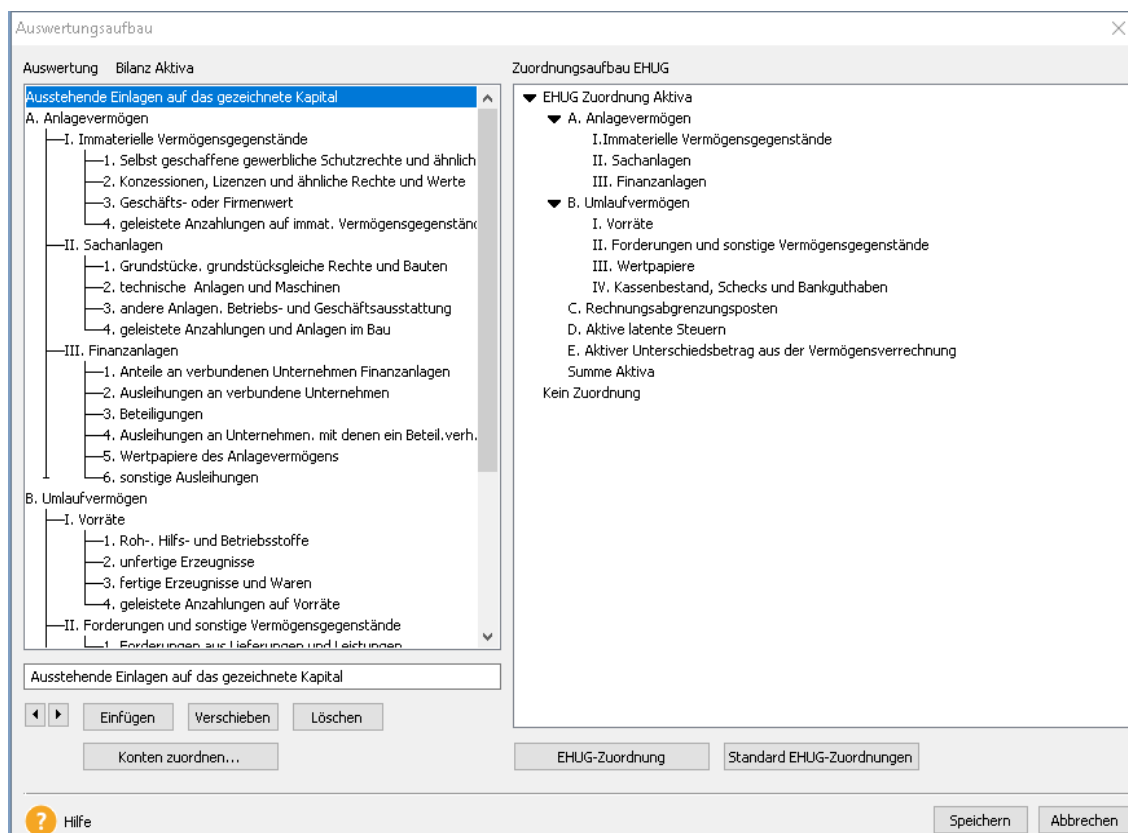 Auswertungsaufbau
Auswertung Bilanz Aktiva
Ausstehende Einlagen auf das gezeichnete Kapital
A. Anlagevermögen
I. Immaterielle Vermögensgegenstände
1. Selbst geschaffene gewerbliche Schutzrechte und ähnlich
2. Konzessionen, Lizenzen und ähnliche Rechte und Werte
3. Geschäfts- oder Firmenwert
4. geleistete Anzahlungen auf immat. Vermögensgegenständ
II. Sachanlagen
1. Grundstücke. grundstücksgleiche Rechte und Bauten
2. technische Anlagen und Maschinen
3. andere Anlagen. Betriebs- und Geschäftsausstattung
4. geleistete Anzahlungen und Anlagen im Bau
III. Finanzanlagen
1. Anteile an verbundenen Unternehmen Finanzanlagen
2. Ausleihungen an verbundene Unternehmen
3. Beteiligungen
4. Ausleihungen an Unternehmen. mit denen ein Beteil.verh.
5. Wertpapiere des Anlagevermögens
6. sonstige Ausleihungen
B. Umlaufvermögen
I. Vorräte
1. Roh-. Hilfs- und Betriebsstoffe
2. unfertige Erzeugnisse
3. fertige Erzeugnisse und Waren
4. geleistete Anzahlungen auf Vorräte
II. Forderungen und sonstige Vermögensgegenstände
1. Forderungen aus Lieferungen und Leistungen
Ausstehende Einlagen auf das gezeichnete Kapital
Einfügen Verschieben Löschen
Konten zuordnen...
Zuordnungsaufbau EHUG
EHUG Zuordnung Aktiva
A. Anlagevermögen
I.Immaterielle Vermögensgegenstände
II. Sachanlagen
III. Finanzanlagen
B. Umlaufvermögen
I. Vorräte
II. Forderungen und sonstige Vermögensgegenstände
III. Wertpapiere
IV. Kassenbestand, Schecks und Bankguthaben
C. Rechnungsabgrenzungsposten
D. Aktive latente Steuern
E. Aktiver Unterschiedsbetrag aus der Vermögensverrechnung
Summe Aktiva
Kein Zuordnung
EHUG-Zuordnung Standard EHUG-Zuordnungen
? Hilfe
Speichern Abbrechen